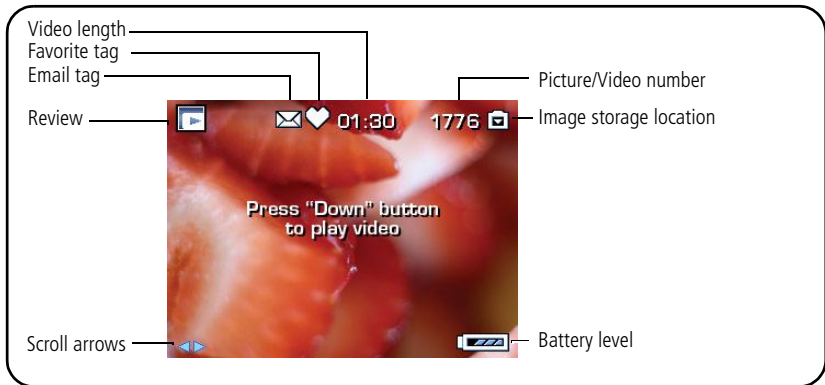 Video length
Favorite tag
Email tag
Review
Picture/Video number
Image storage location
01:30
1776
Press “Down” button
to play video
Scroll arrows
Battery level